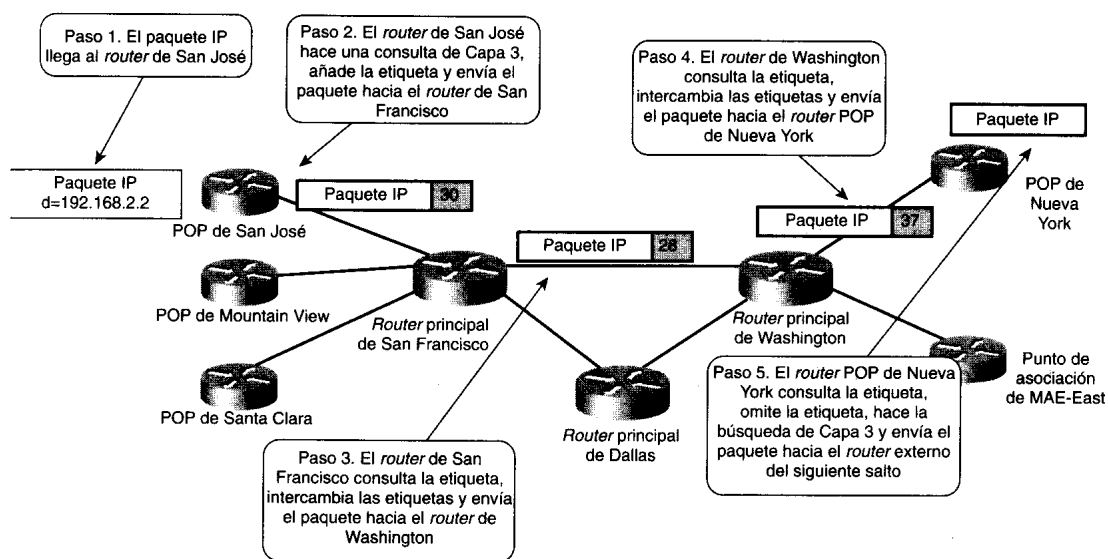 Paso 1. El paquete IP
llega al router de San José
Paso 2. El router de San José
hace una consulta de Capa 3,
añade la etiqueta y envía el
paquete hacia el router de San
Francisco
Paso 4. El router de Washington
consulta la etiqueta,
intercambia las etiquetas y envía
el paquete hacia el router POP
de Nueva York
Paquete IP
Paquete IP
d=192.168.2.2
POP de San José
Paquete IP 30
POP de
Nueva
York
Paquete IP 37
Paquete IP 28
POP de Mountain View
Router principal
de San Francisco
Router principal
de Washington
POP de Santa Clara
Router principal
de Dallas
Punto de
asociación
de MAE-East
Paso 5. El router POP de Nueva
York consulta la etiqueta,
omite la etiqueta, hace la
búsqueda de Capa 3 y envía el
paquete hacia el router externo
del siguiente salto
Paso 3. El router de San
Francisco consulta la etiqueta,
intercambia las etiquetas y envía
el paquete hacia el router de
Washington